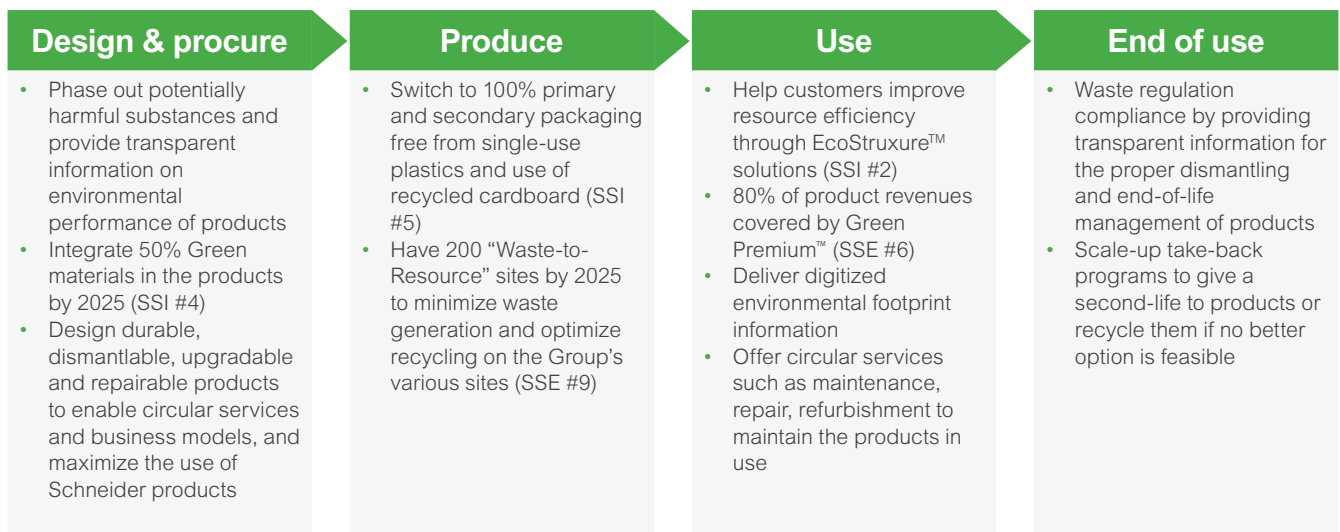 Design & procure
• Phase out potentially
harmful substances and
provide transparent
information on
environmental
performance of products
• Integrate 50% Green
materials in the products
by 2025 (SSI #4)
• Design durable,
dismantlable, upgradable
and repairable products
to enable circular services
and business models, and
maximize the use of
Schneider products
Produce
• Switch to 100% primary
and secondary packaging
free from single-use
plastics and use of
recycled cardboard (SSI
#5)
• Have 200 “Waste-to-
Resource” sites by 2025
to minimize waste
generation and optimize
recycling on the Group’s
various sites (SSE #9)
Use
• Help customers improve
resource efficiency
through EcoStruxure™
solutions (SSI #2)
• 80% of product revenues
covered by Green
Premium™ (SSE #6)
• Deliver digitized
environmental footprint
information
• Offer circular services
such as maintenance,
repair, refurbishment to
maintain the products in
use
End of use
• Waste regulation
compliance by providing
transparent information for
the proper dismantling
and end-of-life
management of products
• Scale-up take-back
programs to give a
second-life to products or
recycle them if no better
option is feasible